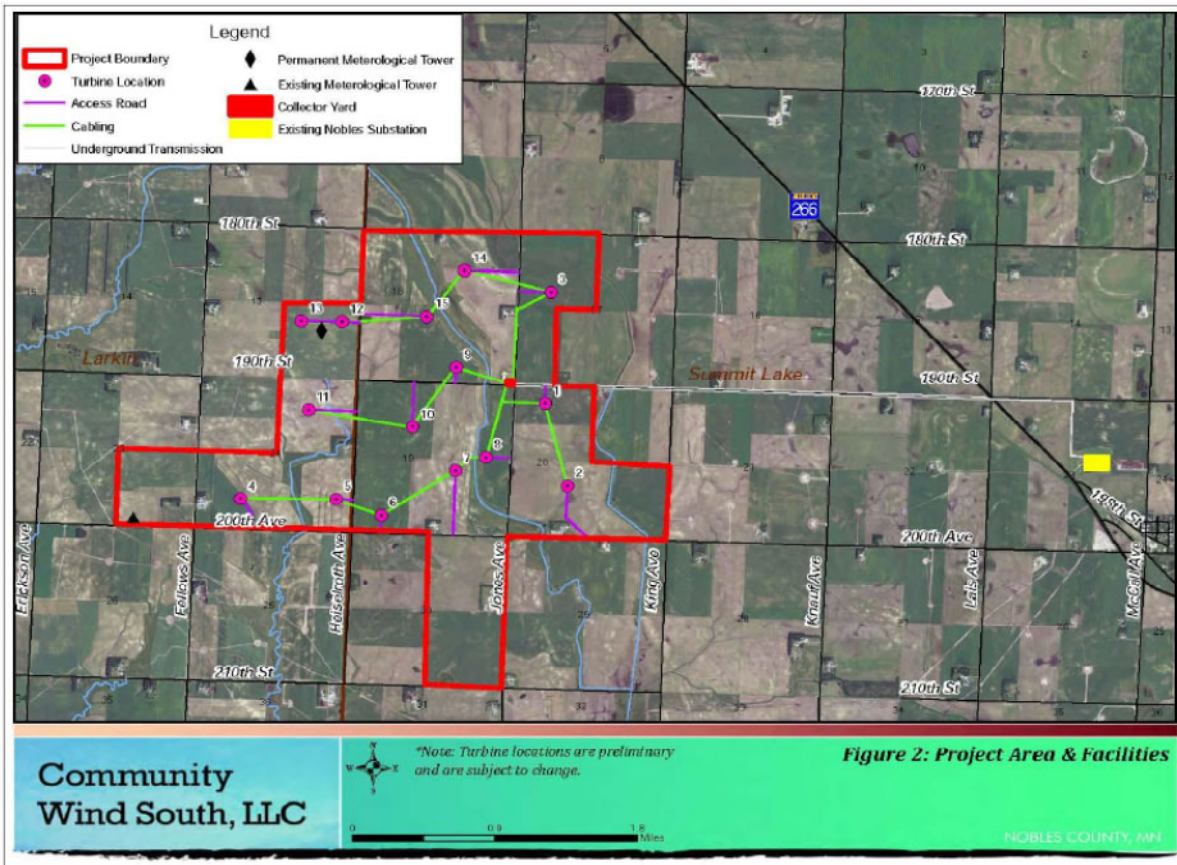 Legend
Project Boundary
Turbine Location
Access Road
Cabling
Underground Transmission
Permanent Meterological Tower
Existing Meterological Tower
Collector Yard
Existing Nobles Substation
170th St
266
180th St
180th St
14
3
15
13
12
190th St
Larkin
9
Summit Lake
190th St
1
11
10
8
7
2
4
5
6
200th Ave
200th Ave
195th St
Erickson Ave
Fellows Ave
Jones Ave
King Ave
Knauf Ave
Lake Ave
McCall Ave
210th St
210th St
Community
Wind South, LLC
N
W
E
S
*Note: Turbine locations are preliminary
and are subject to change.
0 0.9 1.8
Miles
Figure 2: Project Area & Facilities
NOBLES COUNTY, MN